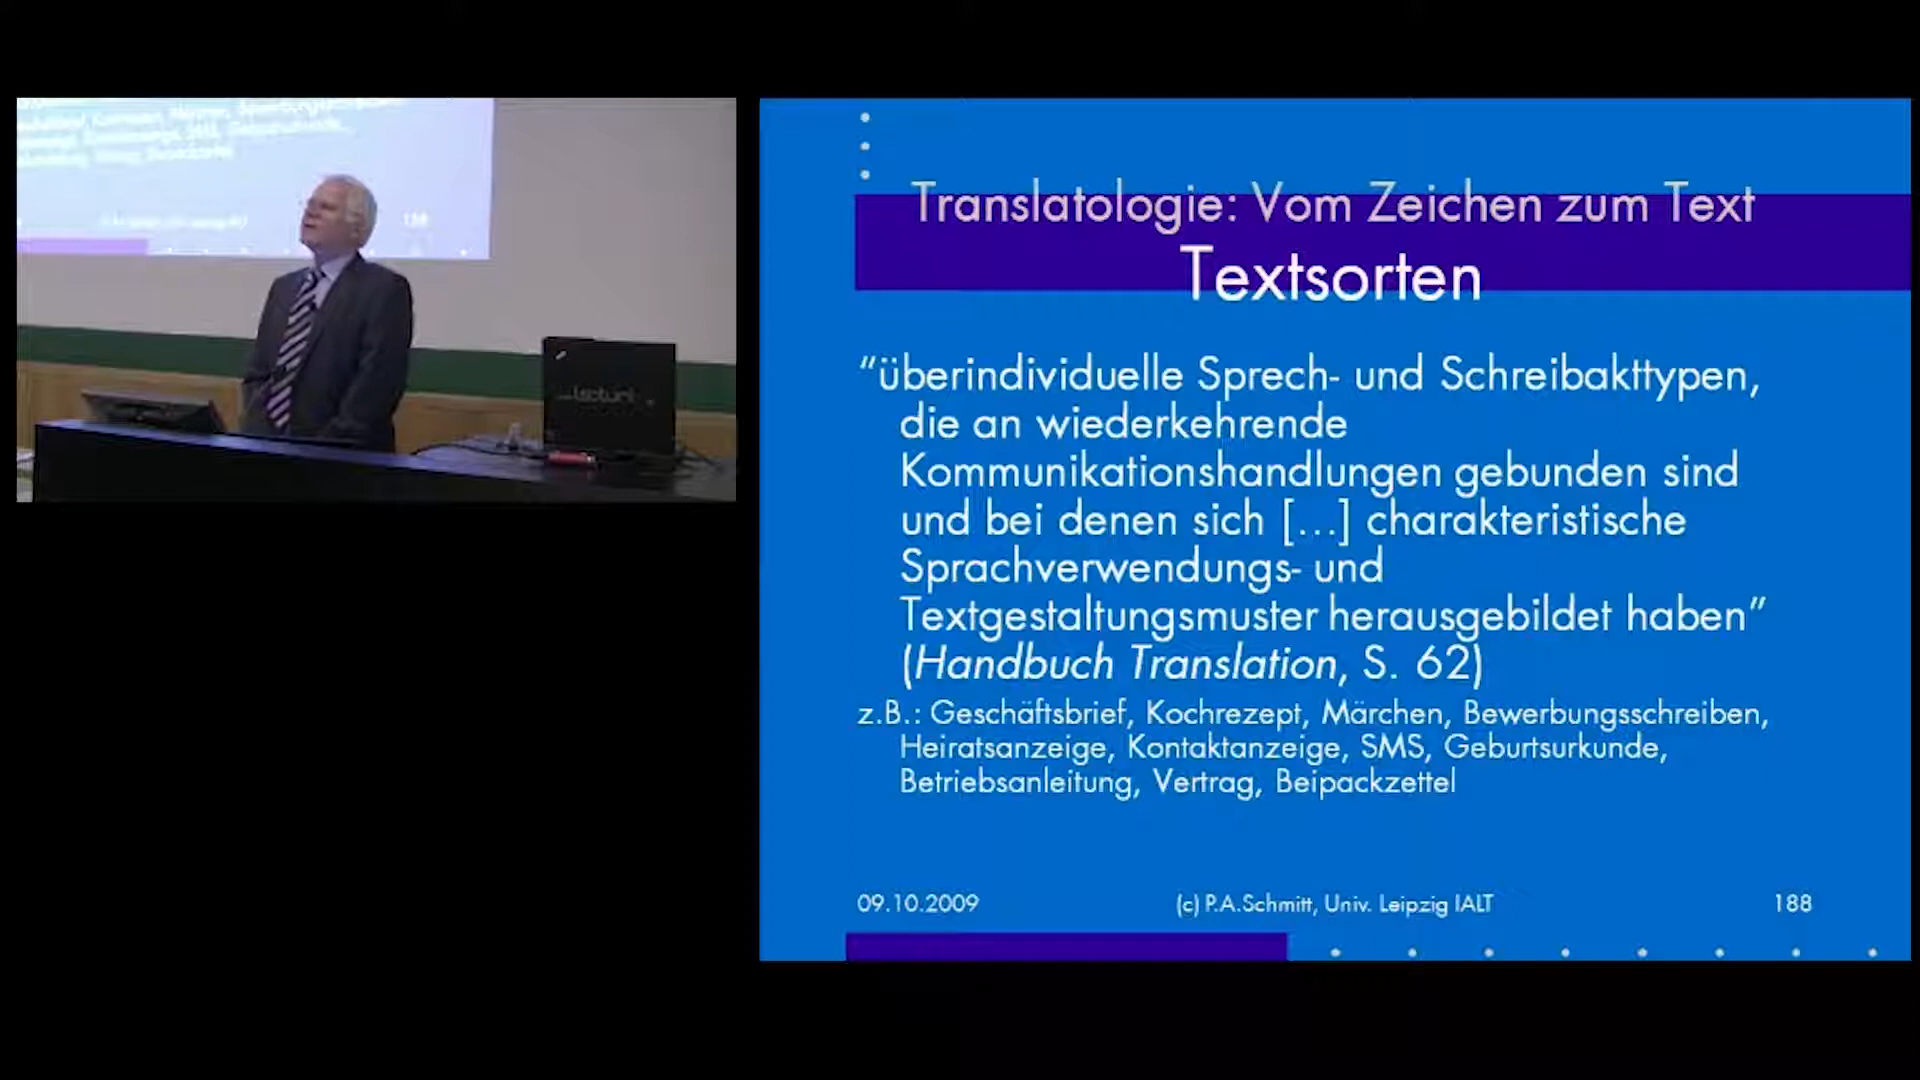 Translatologie: Vom Zeichen zum Text
Textsorten
“überindividuelle Sprech- und Schreibakttypen,
die an wiederkehrende
Kommunikationshandlungen gebunden sind
und bei denen sich [...] charakteristische
Sprachverwendungs- und
Textgestaltungsmuster herausgebildet haben”
(Handbuch Translation, S. 62)
z.B.: Geschäftsbrief, Kochrezept, Märchen, Bewerbungsschreiben,
Heiratsanzeige, Kontaktanzeige, SMS, Geburtsurkunde,
Betriebsanleitung, Vertrag, Beipackzettel
09.10.2009
(c) P.A.Schmitt, Univ. Leipzig IALT
188